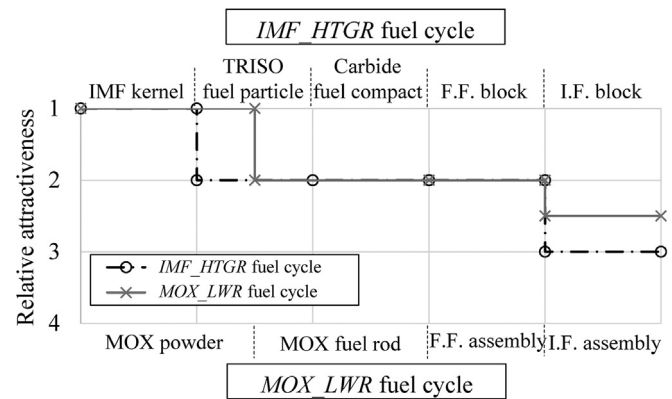 IMF_HTGR fuel cycle
TRISO Carbide
IMF kernel fuel particle fuel compact F.F. block I.F. block
1
2
3
4
Relative attractiveness
IMF_HTGR fuel cycle
MOX_LWR fuel cycle
MOX powder MOX fuel rod F.F. assembly I.F. assembly
MOX_LWR fuel cycle